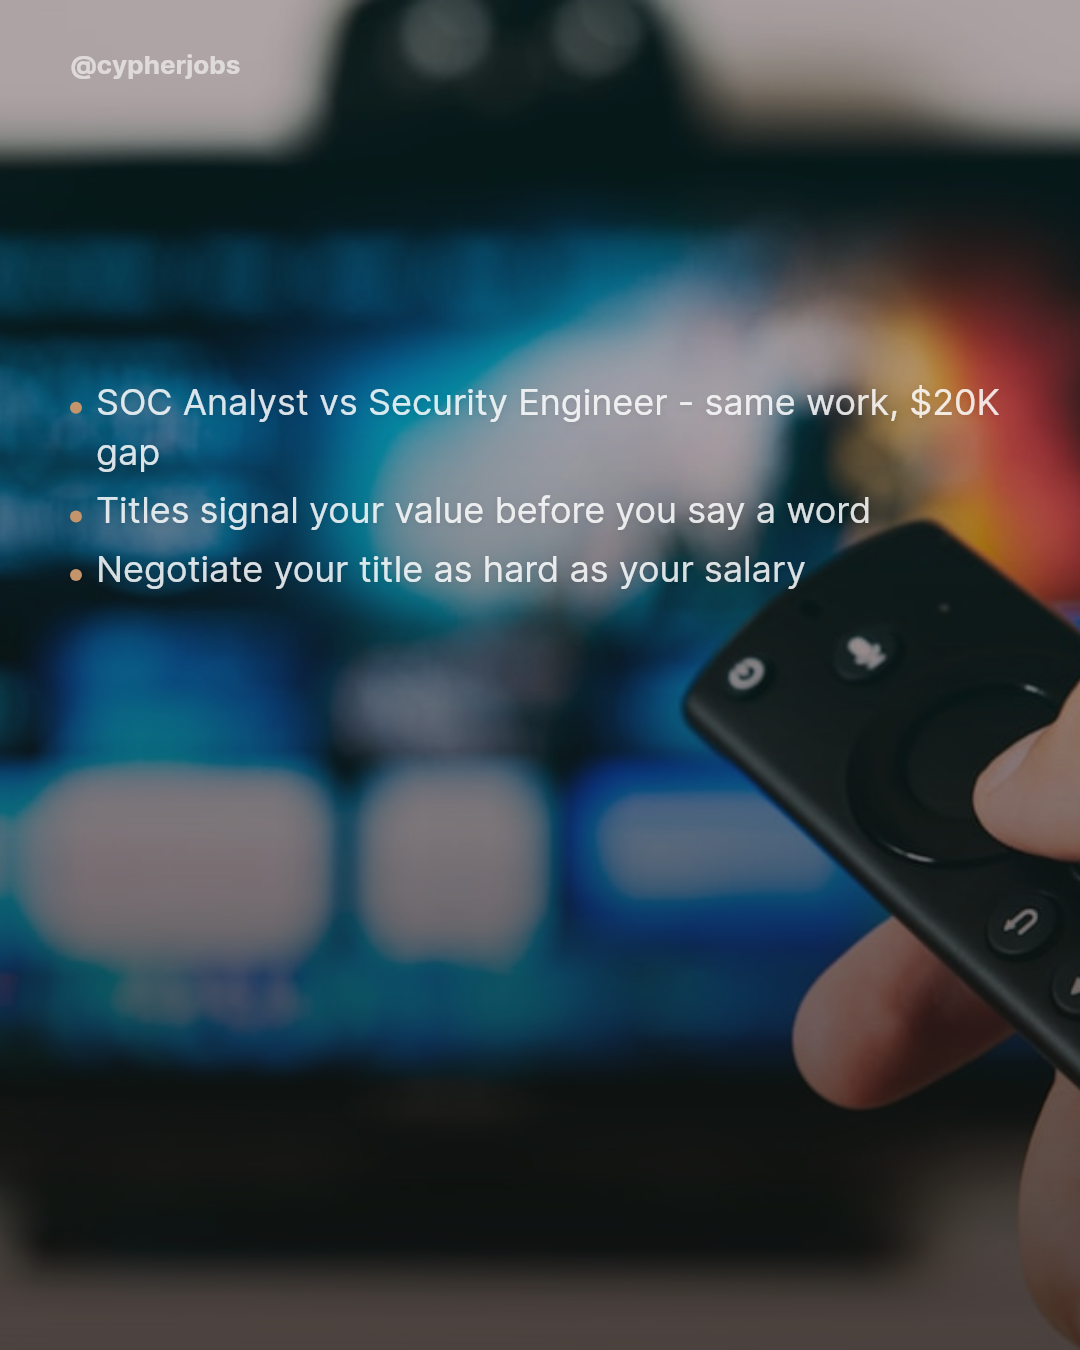 @cypherjobs
• SOC Analyst vs Security Engineer - same work, $20K
gap
• Titles signal your value before you say a word
• Negotiate your title as hard as your salary